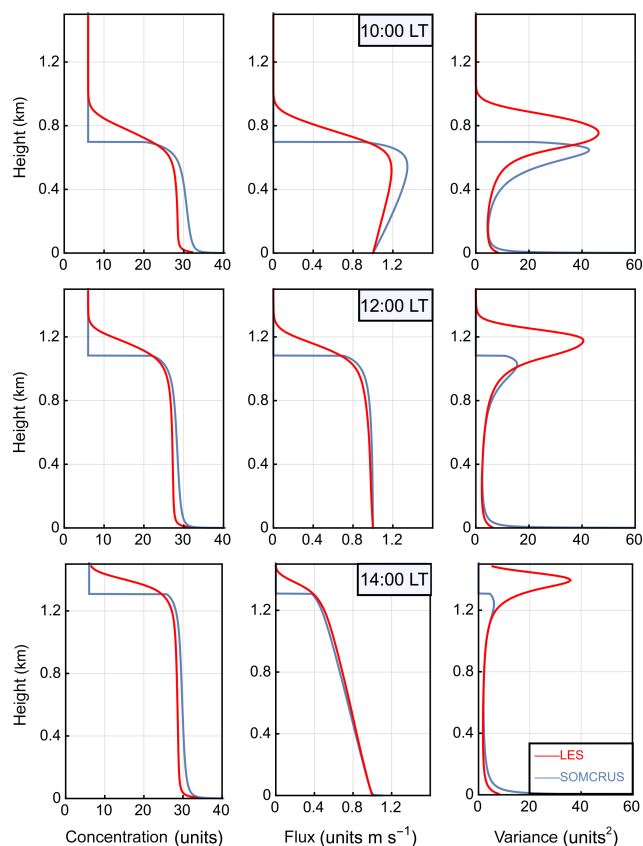 10:00 LT
Height (km)
1.2
0.8
0.4
0
0 10 20 30 40
0 0.4 0.8 1.2
0 20 40 60
12:00 LT
Height (km)
1.2
0.8
0.4
0
0 10 20 30 40
0 0.4 0.8 1.2
0 20 40 60
14:00 LT
Height (km)
1.2
0.8
0.4
0
LES
SOMCRUS
0 10 20 30 40
0 0.4 0.8 1.2
0 20 40 60
Concentration (units)
Flux (units m s⁻¹)
Variance (units²)